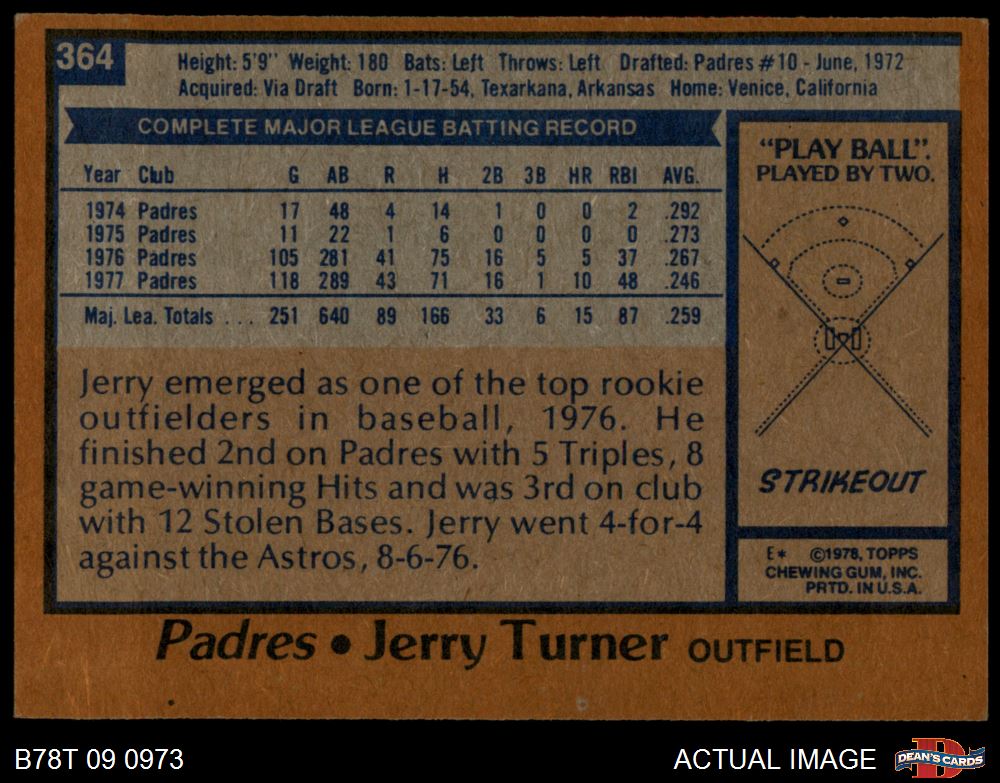 364
Height: 5'9" Weight: 180 Bats: Left Throws: Left Drafted: Padres #10 - June, 1972
Acquired: Via Draft Born: 1-17-54, Texarkana, Arkansas Home: Venice, California
COMPLETE MAJOR LEAGUE BATTING RECORD
Year Club G AB R H 2B 3B HR RBI AVG.
1974 Padres 17 48 4 14 1 0 0 2 .292
1975 Padres 11 22 1 6 0 0 0 0 .273
1976 Padres 105 281 41 75 16 5 5 37 .267
1977 Padres 118 289 43 71 16 1 10 48 .246
Maj. Lea. Totals ... 251 640 89 166 33 6 15 87 .259
Jerry emerged as one of the top rookie
outfielders in baseball, 1976. He
finished 2nd on Padres with 5 Triples, 8
game-winning Hits and was 3rd on club
with 12 Stolen Bases. Jerry went 4-for-4
against the Astros, 8-6-76.
"PLAY BALL".
PLAYED BY TWO.
STRIKEOUT
E* ©1978, TOPPS
CHEWING GUM, INC.
PRTD. IN U.S.A.
Padres • Jerry Turner OUTFIELD
B78T 09 0973
ACTUAL IMAGE
D
DEAN'S CARDS